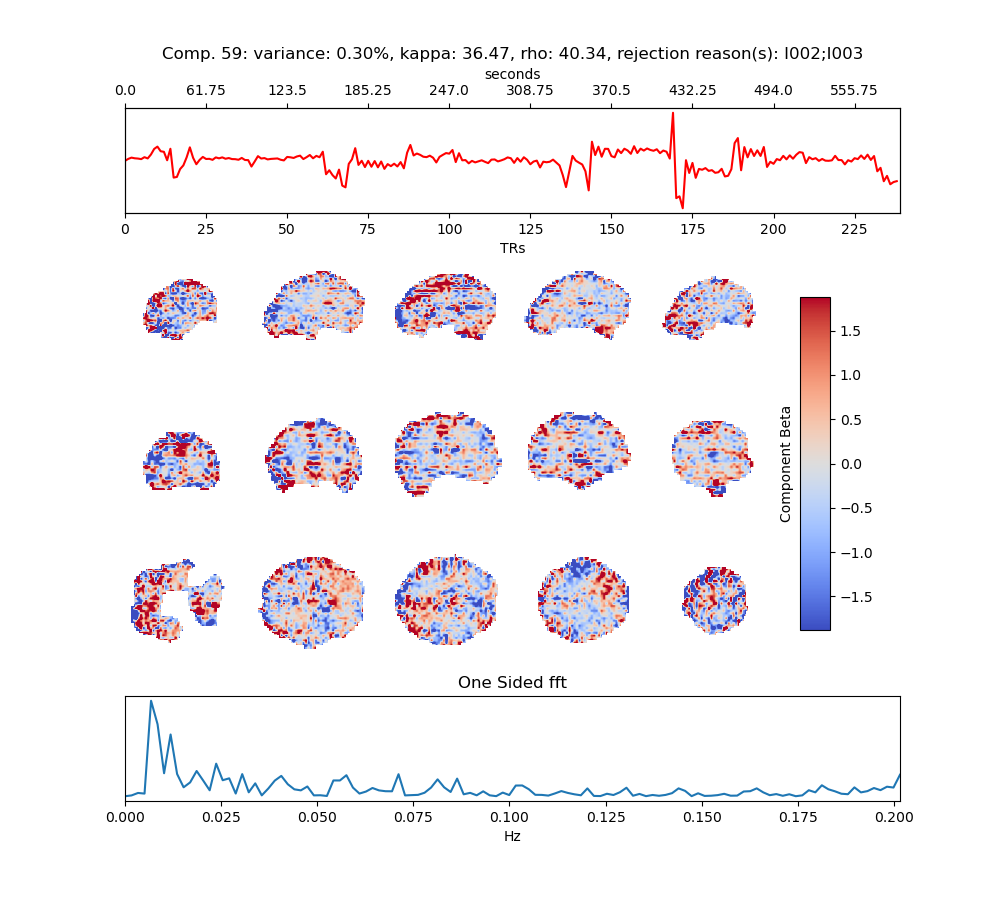 Comp. 59: variance: 0.30%, kappa: 36.47, rho: 40.34, rejection reason(s): I002;I003
seconds
0.0 61.75 123.5 185.25 247.0 308.75 370.5 432.25 494.0 555.75
0 25 50 75 100 125 150 175 200 225
TRs
1.5
1.0
0.5
0.0
−0.5
−1.0
−1.5
Component Beta
One Sided fft
0.000 0.025 0.050 0.075 0.100 0.125 0.150 0.175 0.200
Hz